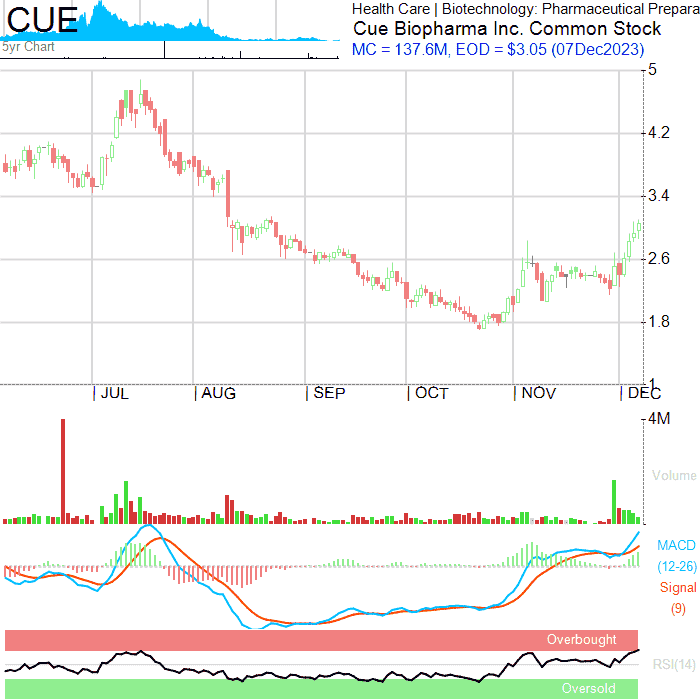 CUE
5yr Chart
Health Care | Biotechnology: Pharmaceutical Prepara
Cue Biopharma Inc. Common Stock
MC = 137.6M, EOD = $3.05 (07Dec2023)
5
4.2
3.4
2.6
1.8
1
JUL AUG SEP OCT NOV DEC
4M
Volume
MACD
(12-26)
Signal
(9)
Overbought
RSI(14)
Oversold